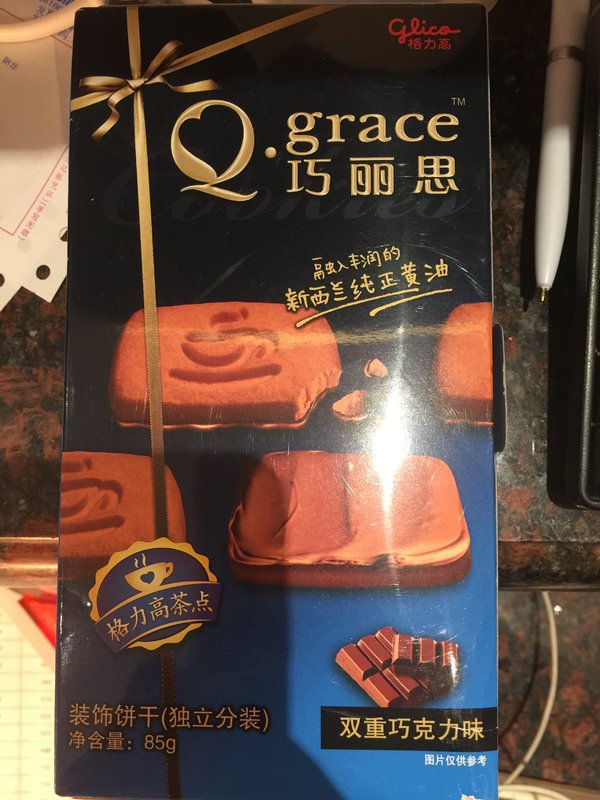 Glico
格力高
Q.grace™
巧丽思
Cookies
融入丰润的
新西兰纯正黄油
格力高茶点
装饰饼干(独立分装)
净含量：85g
双重巧克力味
图片仅供参考